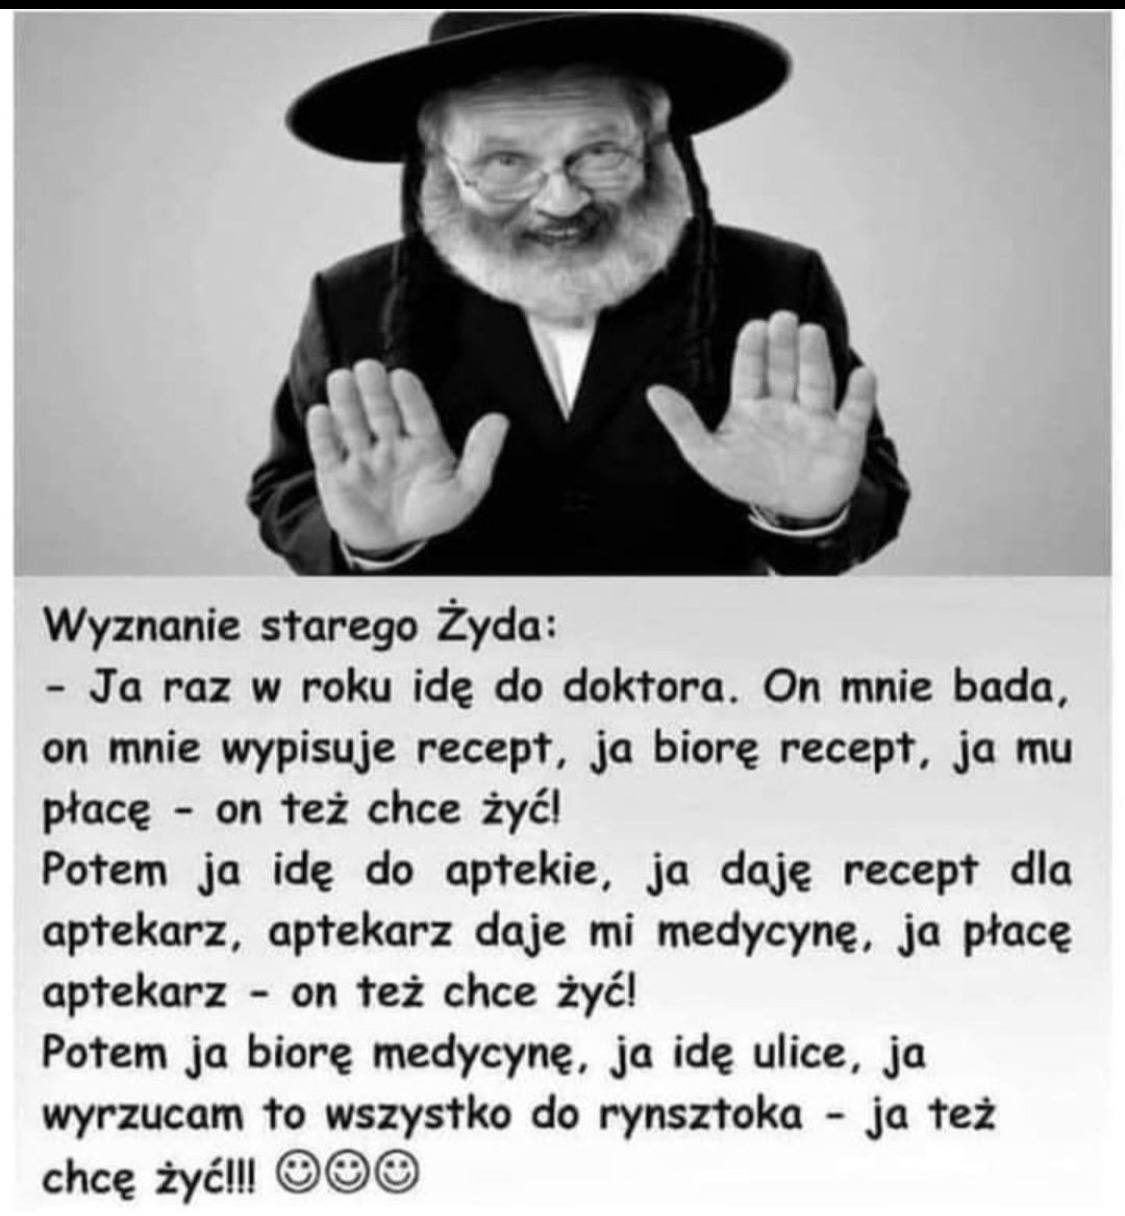 Wyznanie starego Żyda:
- Ja raz w roku idę do doktora. On mnie bada,
on mnie wypisuje recept, ja biorę recept, ja mu
płacę - on też chce żyć!
Potem ja idę do aptekie, ja daję recept dla
aptekarz, aptekarz daje mi medycynę, ja płacę
aptekarz - on też chce żyć!
Potem ja biorę medycynę, ja idę ulice, ja
wyrzucam to wszystko do rynsztoka - ja też
chcę żyć!!! ☺☺☺